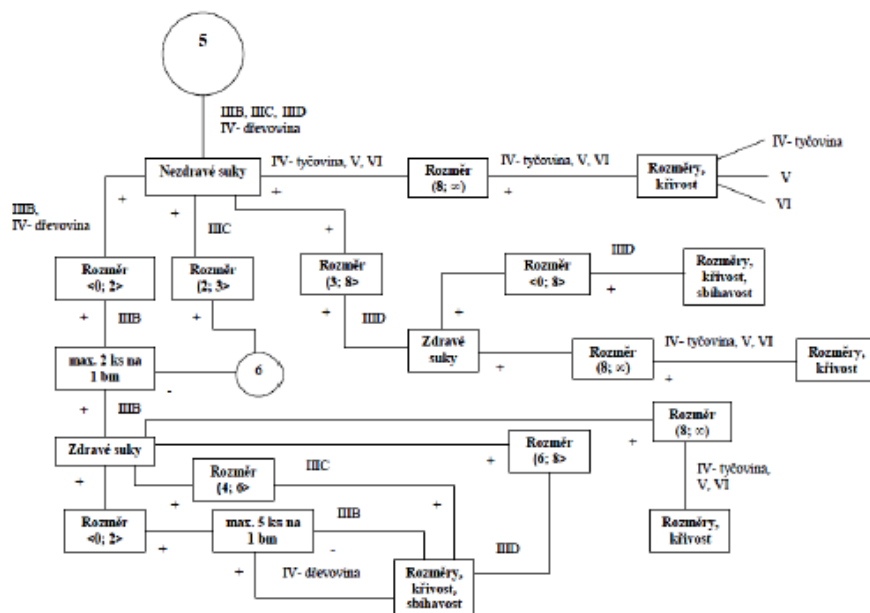 5
IIIB, IIIC, IIID
IV- dřevovina
IV- tyčovina
Nezdravé suky
IV- tyčovina, V, VI
+
Rozměr
(8; ∞)
IV- tyčovina, V, VI
+
Rozměry,
křivost
V
VI
IIIB,
IV- dřevovina
+
+
IIIC
+
Rozměr
<0; 2>
Rozměr
(2; 3>
Rozměr
(3; 8>
Rozměr
<0; 8>
IIID
+
Rozměry,
křivost,
sbíhavost
+
IIIB
+
+
IIID
+
Zdravé
suky
+
Rozměr
(8; ∞)
IV- tyčovina, V, VI
+
Rozměry,
křivost
max. 2 ks na
1 bm
-
6
+
IIIB
Zdravé suky
+
Rozměr
(8; ∞)
+
Rozměr
(6; 8>
+
Rozměr
(4; 6>
IIIC
+
+
IV- tyčovina,
V, VI
+
Rozměr
<0; 2>
+
max. 5 ks na
1 bm
IIIB
-
+
IV- dřevovina
Rozměry,
křivost,
sbíhavost
IIID
Rozměry,
křivost